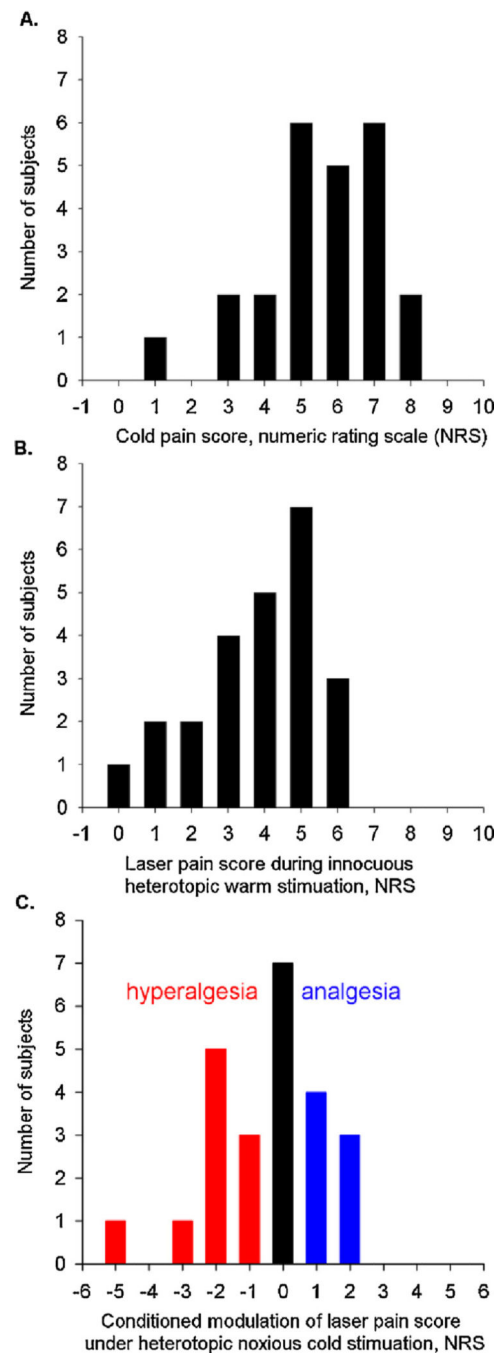 A.
8
7
6
5
4
3
2
1
0
Number of subjects
-1 0 1 2 3 4 5 6 7 8 9 10
Cold pain score, numeric rating scale (NRS)
B.
8
7
6
5
4
3
2
1
0
Number of subjects
-1 0 1 2 3 4 5 6 7 8 9 10
Laser pain score during innocuous
heterotopic warm stimuation, NRS
C.
8
7
6
5
4
3
2
1
0
Number of subjects
hyperalgesia analgesia
-6 -5 -4 -3 -2 -1 0 1 2 3 4 5 6
Conditioned modulation of laser pain score
under heterotopic noxious cold stimuation, NRS